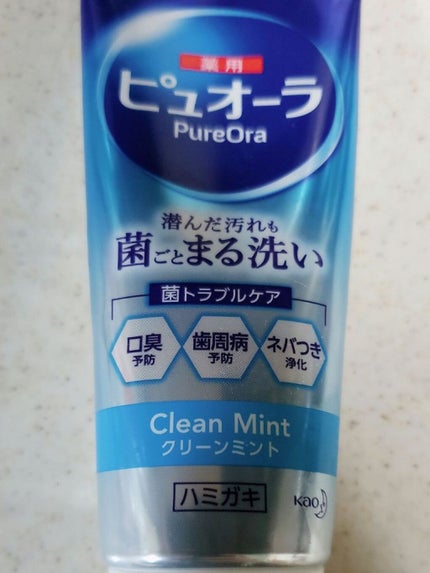 薬用
ピュオーラ
PureOra
潜んだ汚れも
菌ごとまる洗い
菌トラブルケア
口臭
予防
歯周病
予防
ネバつき
浄化
Clean Mint
クリーンミント
ハミガキ
Kao